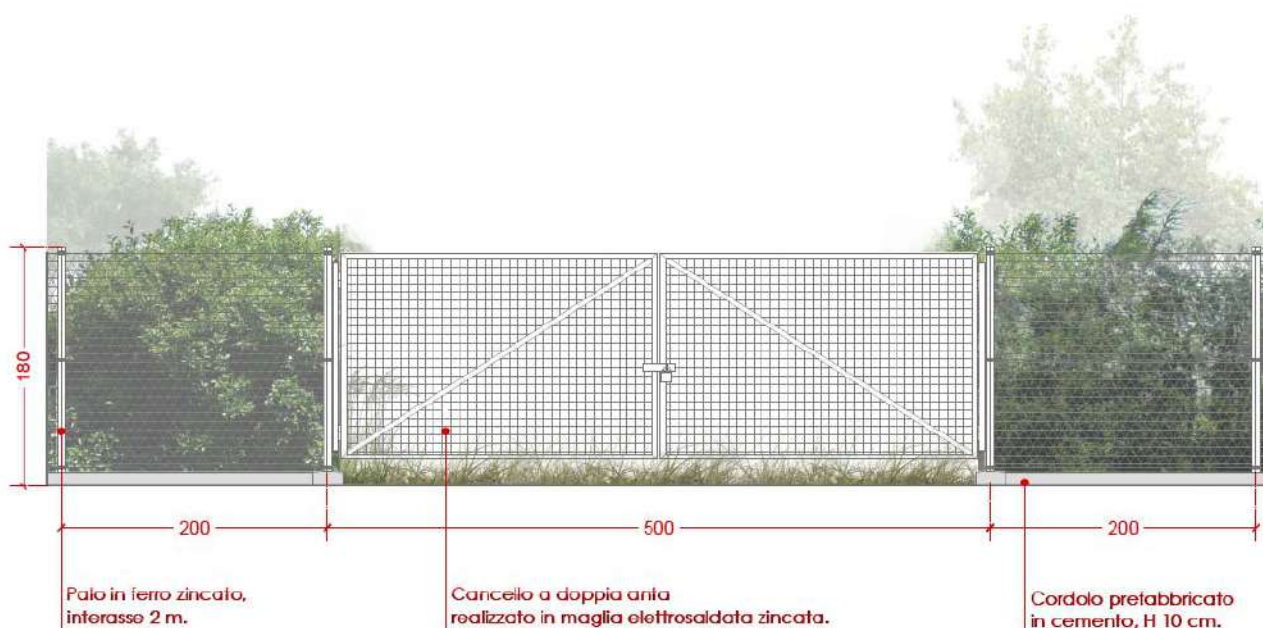 180
200
500
200
Palo in ferro zincato,
interasse 2 m.
Cancello a doppia anta
realizzato in maglia elettrosaldata zincata.
Cordolo prefabbricato
in cemento, H 10 cm.